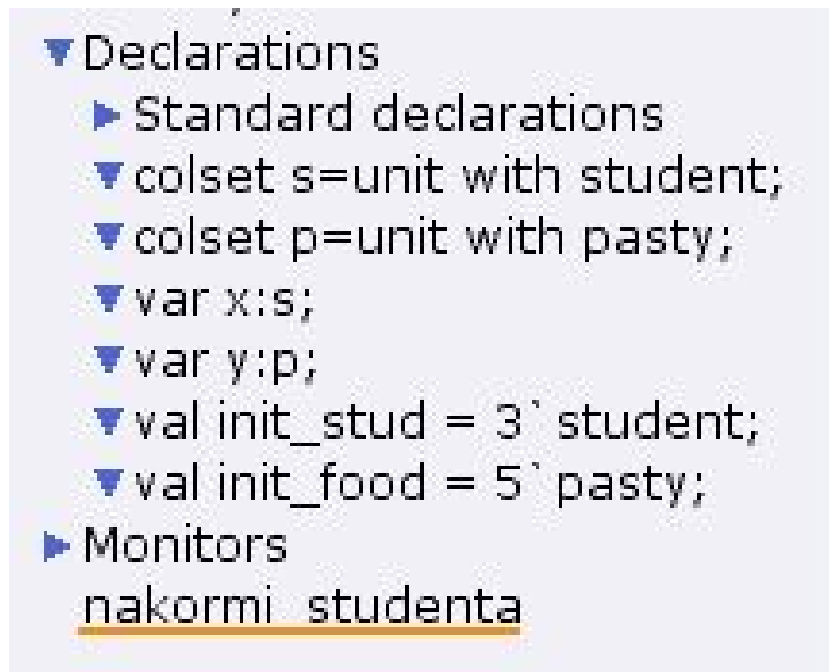 Declarations
Standard declarations
colset s=unit with student;
colset p=unit with pasty;
var x:s;
var y:p;
val init_stud = 3`student;
val init_food = 5`pasty;
Monitors
nakormi_studenta